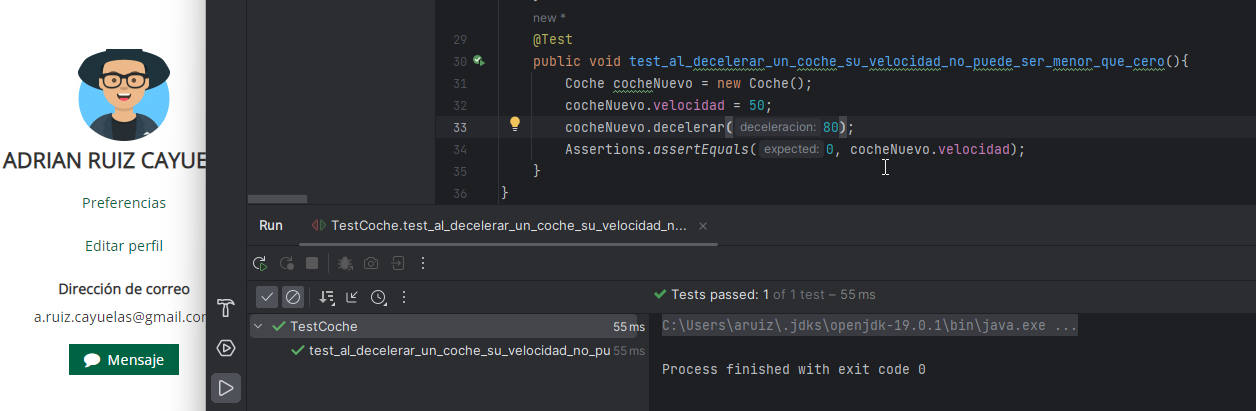 ADRIAN RUIZ CAYUE
Preferencias
Editar perfil
Dirección de correo
a.ruiz.cayuelas@gmail.cor
Mensaje
new *
29 @Test
30 public void test_al_decelerar_un_coche_su_velocidad_no_puede_ser_menor_que_cero(){
31 Coche cocheNuevo = new Coche();
32 cocheNuevo.velocidad = 50;
33 cocheNuevo.decelerar( deceleracion: 80);
34 Assertions.assertEquals( expected: 0, cocheNuevo.velocidad);
35 }
36 }
Run TestCoche.test_al_decelerar_un_coche_su_velocidad_n... ×
Tests passed: 1 of 1 test – 55 ms
TestCoche 55 ms
test_al_decelerar_un_coche_su_velocidad_no_pu 55 ms
C:\Users\aruiz\.jdks\openjdk-19.0.1\bin\java.exe ...
Process finished with exit code 0